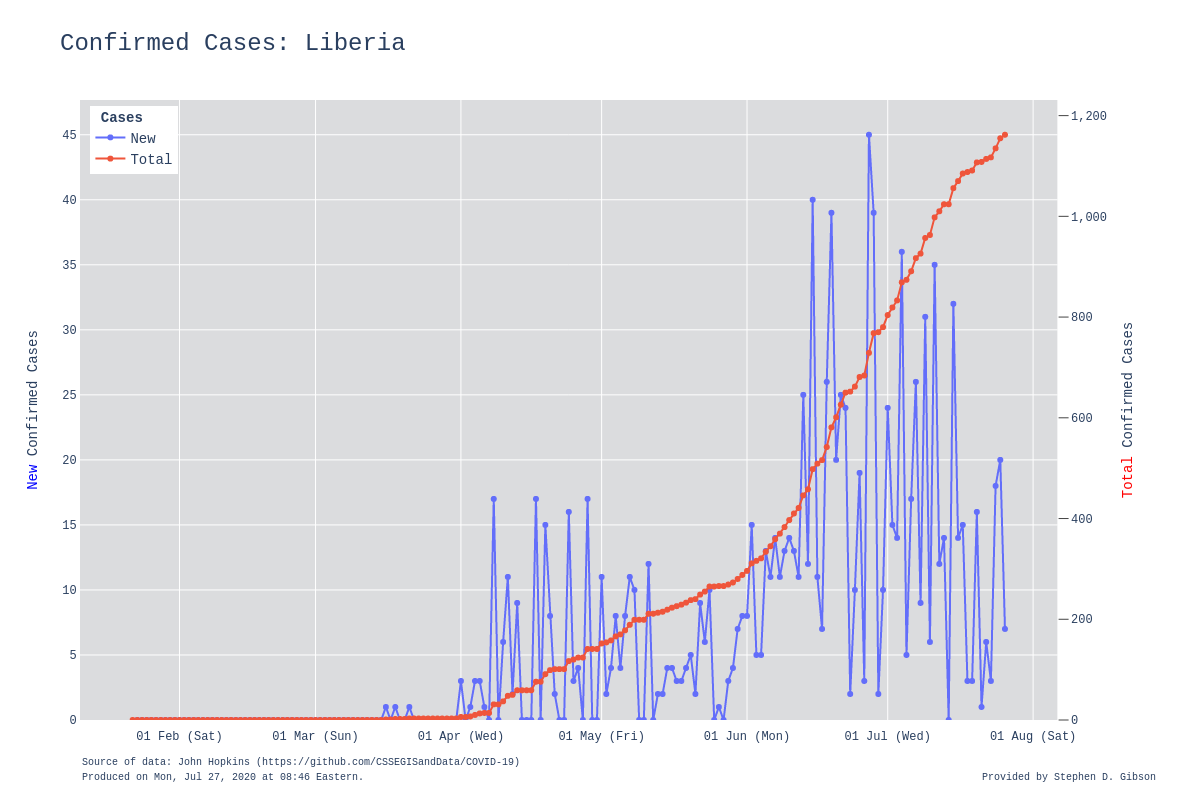 Confirmed Cases: Liberia
Cases
New
Total
45
40
35
30
25
20
15
10
5
0
1,200
1,000
800
600
400
200
0
New Confirmed Cases
Total Confirmed Cases
01 Feb (Sat)
01 Mar (Sun)
01 Apr (Wed)
01 May (Fri)
01 Jun (Mon)
01 Jul (Wed)
01 Aug (Sat)
Source of data: John Hopkins (https://github.com/CSSEGISandData/COVID-19)
Produced on Mon, Jul 27, 2020 at 08:46 Eastern.
Provided by Stephen D. Gibson